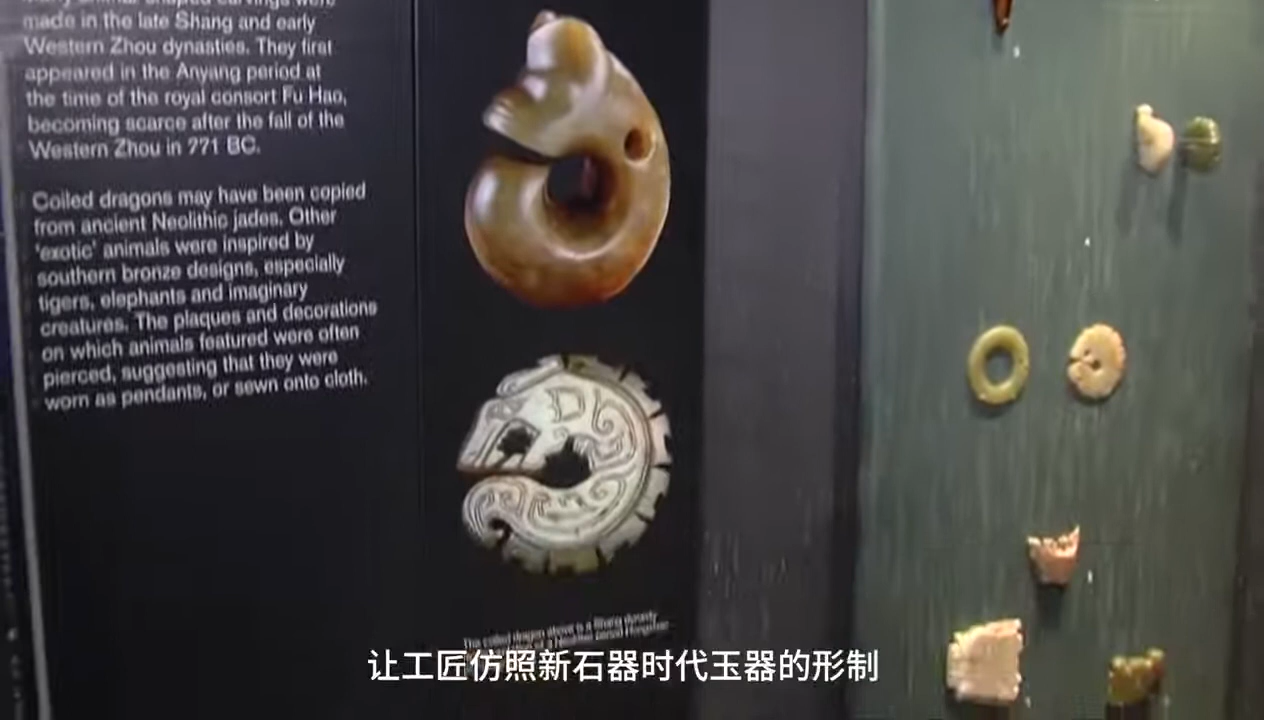 many animal-shaped carvings were
made in the late Shang and early
Western Zhou dynasties. They first
appeared in the Anyang period at
the time of the royal consort Fu Hao,
becoming scarce after the fall of the
Western Zhou in 771 BC.
Coiled dragons may have been copied
from ancient Neolithic jades. Other
'exotic' animals were inspired by
southern bronze designs, especially
tigers, elephants and imaginary
creatures. The plaques and decorations
on which animals featured were often
pierced, suggesting that they were
worn as pendants, or sewn onto cloth.
The coiled dragon above is a Shang dynasty
让工匠仿照新石器时代玉器的形制